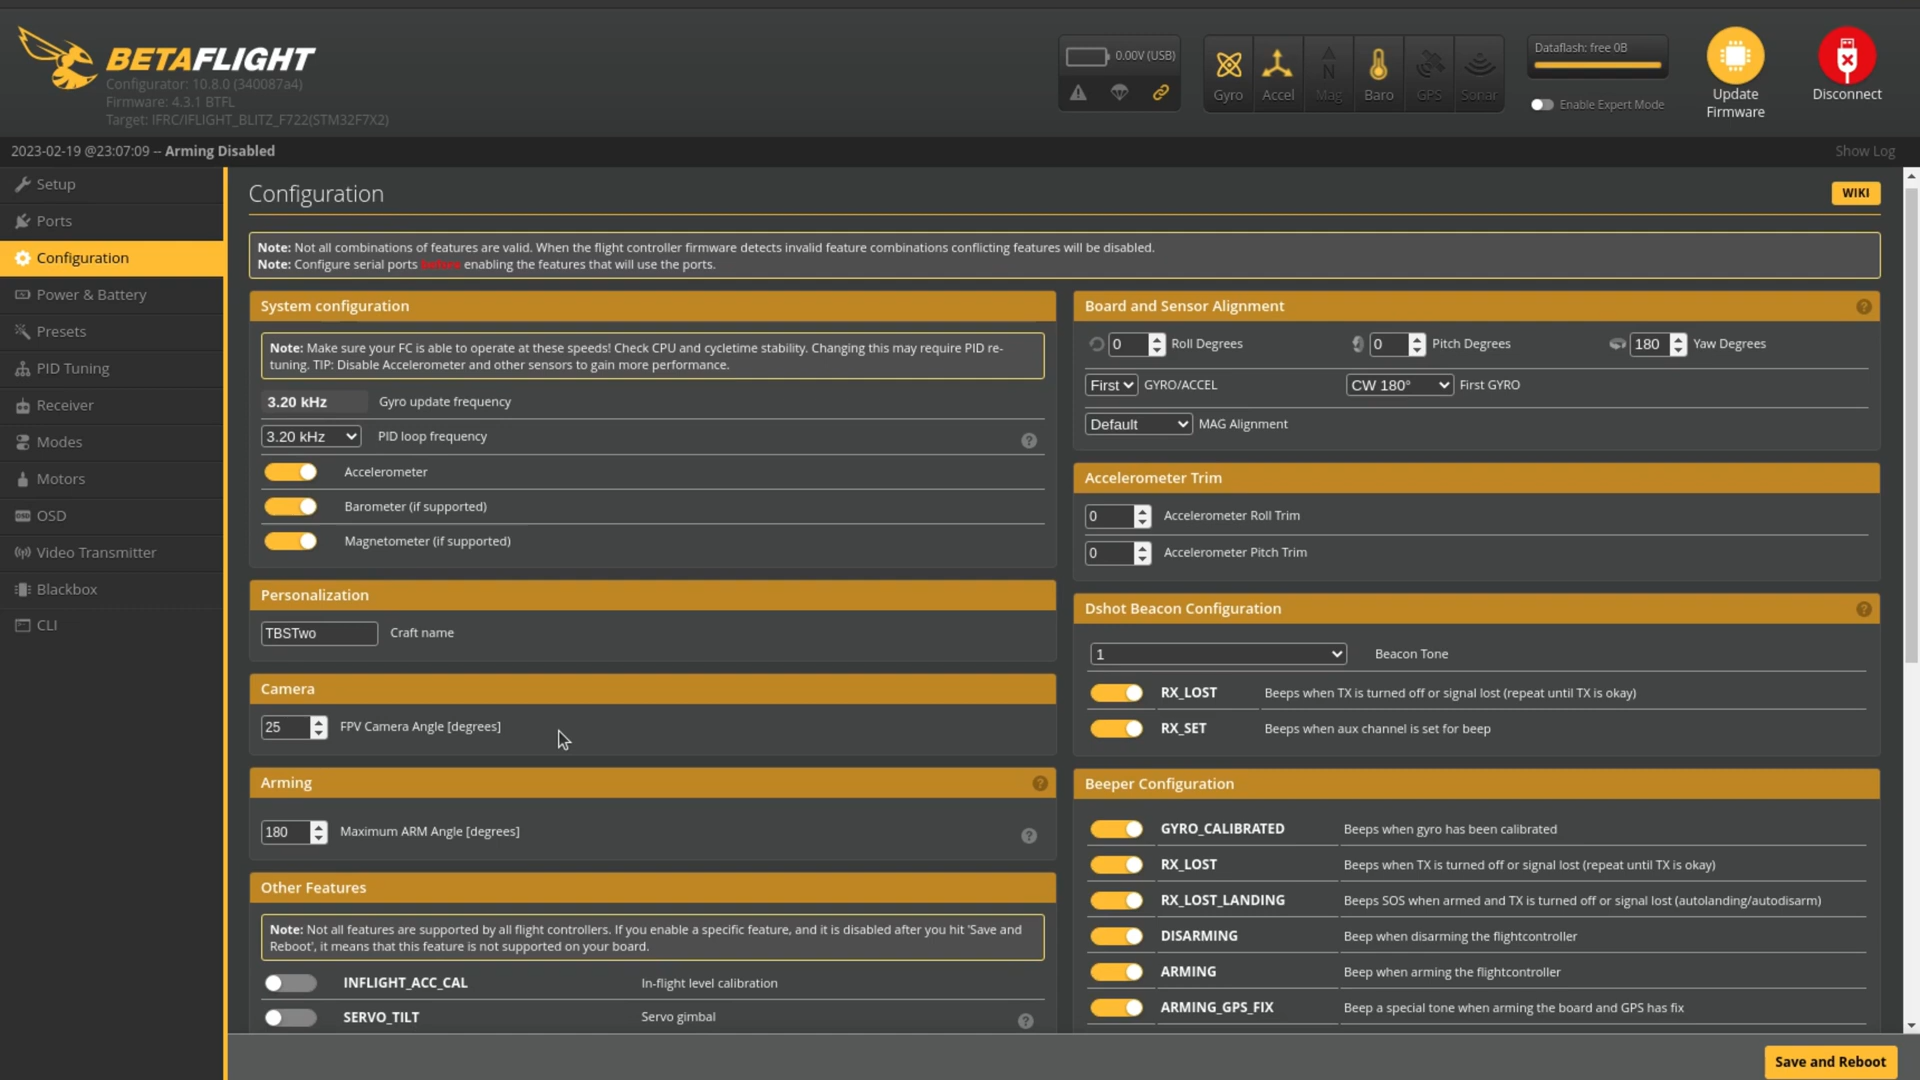 BETAFLIGHT
Configurator: 10.8.0 (340087a4)
Firmware: 4.3.1 BTFL
Target: IFRC/IFLIGHT_BLITZ_F722(STM32F7X2)
0.00V (USB)
Gyro
Accel
Mag
Baro
GPS
Sonar
Dataflash: free 0B
Enable Expert Mode
Update
Firmware
Disconnect
2023-02-19 @23:07:09 -- Arming Disabled
Show Log
Setup
Ports
Configuration
Power & Battery
Presets
PID Tuning
Receiver
Modes
Motors
OSD
Video Transmitter
Blackbox
CLI
Configuration
WIKI
Note: Not all combinations of features are valid. When the flight controller firmware detects invalid feature combinations conflicting features will be disabled.
Note: Configure serial ports before enabling the features that will use the ports.
System configuration
Note: Make sure your FC is able to operate at these speeds! Check CPU and cycletime stability. Changing this may require PID re-
tuning. TIP: Disable Accelerometer and other sensors to gain more performance.
3.20 kHz Gyro update frequency
3.20 kHz PID loop frequency ?
Accelerometer
Barometer (if supported)
Magnetometer (if supported)
Personalization
TBSTwo Craft name
Camera
25 FPV Camera Angle [degrees]
Arming ?
180 Maximum ARM Angle [degrees] ?
Other Features
Note: Not all features are supported by all flight controllers. If you enable a specific feature, and it is disabled after you hit 'Save and
Reboot', it means that this feature is not supported on your board.
INFLIGHT_ACC_CAL In-flight level calibration
SERVO_TILT Servo gimbal ?
Board and Sensor Alignment ?
0 Roll Degrees 0 Pitch Degrees 180 Yaw Degrees
First GYRO/ACCEL CW 180° First GYRO
Default MAG Alignment
Accelerometer Trim
0 Accelerometer Roll Trim
0 Accelerometer Pitch Trim
Dshot Beacon Configuration ?
1 Beacon Tone
RX_LOST Beeps when TX is turned off or signal lost (repeat until TX is okay)
RX_SET Beeps when aux channel is set for beep
Beeper Configuration
GYRO_CALIBRATED Beeps when gyro has been calibrated
RX_LOST Beeps when TX is turned off or signal lost (repeat until TX is okay)
RX_LOST_LANDING Beeps SOS when armed and TX is turned off or signal lost (autolanding/autodisarm)
DISARMING Beep when disarming the flightcontroller
ARMING Beep when arming the flightcontroller
ARMING_GPS_FIX Beep a special tone when arming the board and GPS has fix
Save and Reboot